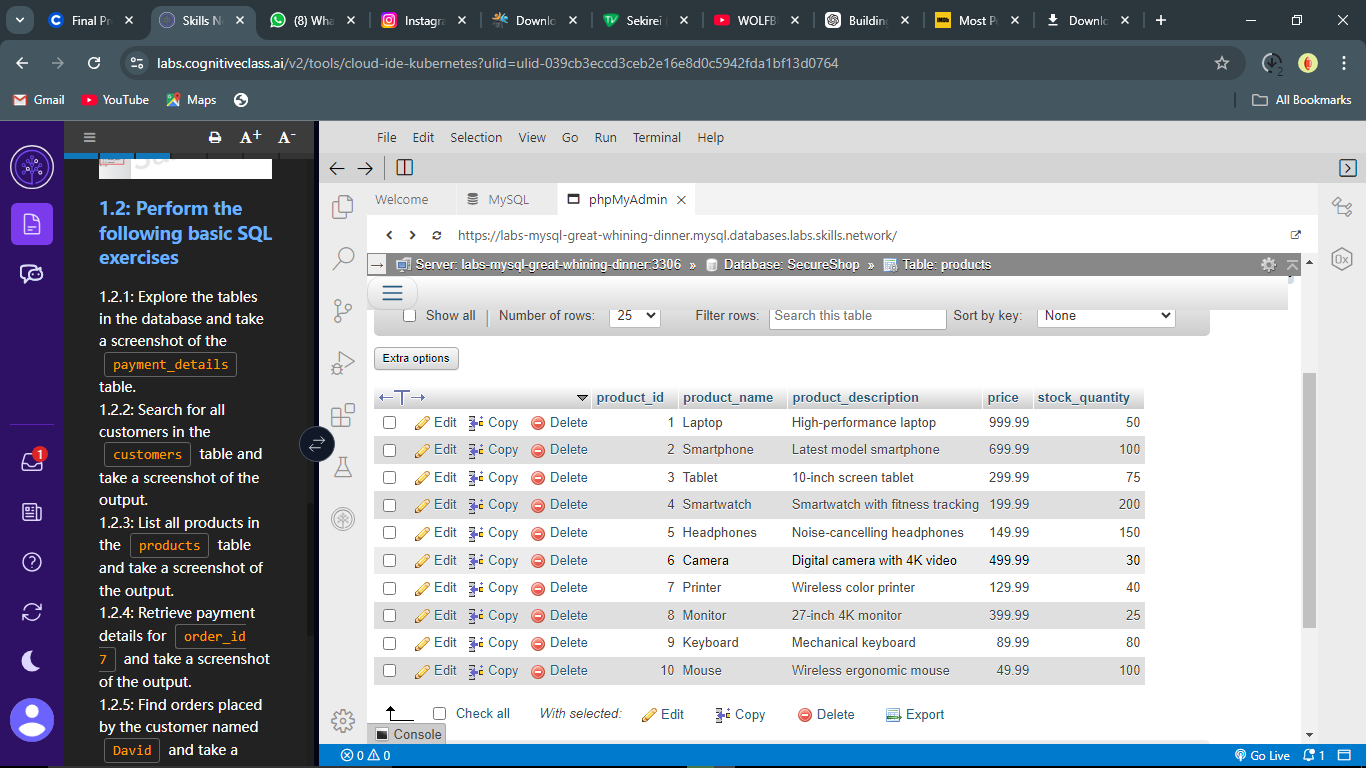 Final Pr
Skills N
(8) Wha
Instagra
Downlo
Sekirei
WOLFB
Building
Most P
Downlo
labs.cognitiveclass.ai/v2/tools/cloud-ide-kubernetes?ulid=ulid-039cb3eccd3ceb2e16e8d0c5942fda1bf13d0764
2
Gmail
YouTube
Maps
All Bookmarks
A+ A-
1
1.2: Perform the
following basic SQL
exercises
1.2.1: Explore the tables
in the database and take
a screenshot of the
payment_details
table.
1.2.2: Search for all
customers in the
customers table and
take a screenshot of the
output.
1.2.3: List all products in
the products table
and take a screenshot of
the output.
1.2.4: Retrieve payment
details for order_id
7 and take a screenshot
of the output.
1.2.5: Find orders placed
by the customer named
David and take a
File Edit Selection View Go Run Terminal Help
Welcome MySQL phpMyAdmin
https://labs-mysql-great-whining-dinner.mysql.databases.labs.skills.network/
Server: labs-mysql-great-whining-dinner:3306 » Database: SecureShop » Table: products
Show all Number of rows: 25 Filter rows: Search this table Sort by key: None
Extra options
product_id product_name product_description price stock_quantity
Edit Copy Delete 1 Laptop High-performance laptop 999.99 50
Edit Copy Delete 2 Smartphone Latest model smartphone 699.99 100
Edit Copy Delete 3 Tablet 10-inch screen tablet 299.99 75
Edit Copy Delete 4 Smartwatch Smartwatch with fitness tracking 199.99 200
Edit Copy Delete 5 Headphones Noise-cancelling headphones 149.99 150
Edit Copy Delete 6 Camera Digital camera with 4K video 499.99 30
Edit Copy Delete 7 Printer Wireless color printer 129.99 40
Edit Copy Delete 8 Monitor 27-inch 4K monitor 399.99 25
Edit Copy Delete 9 Keyboard Mechanical keyboard 89.99 80
Edit Copy Delete 10 Mouse Wireless ergonomic mouse 49.99 100
Check all With selected: Edit Copy Delete Export
Console
0x
0 0
Go Live 1